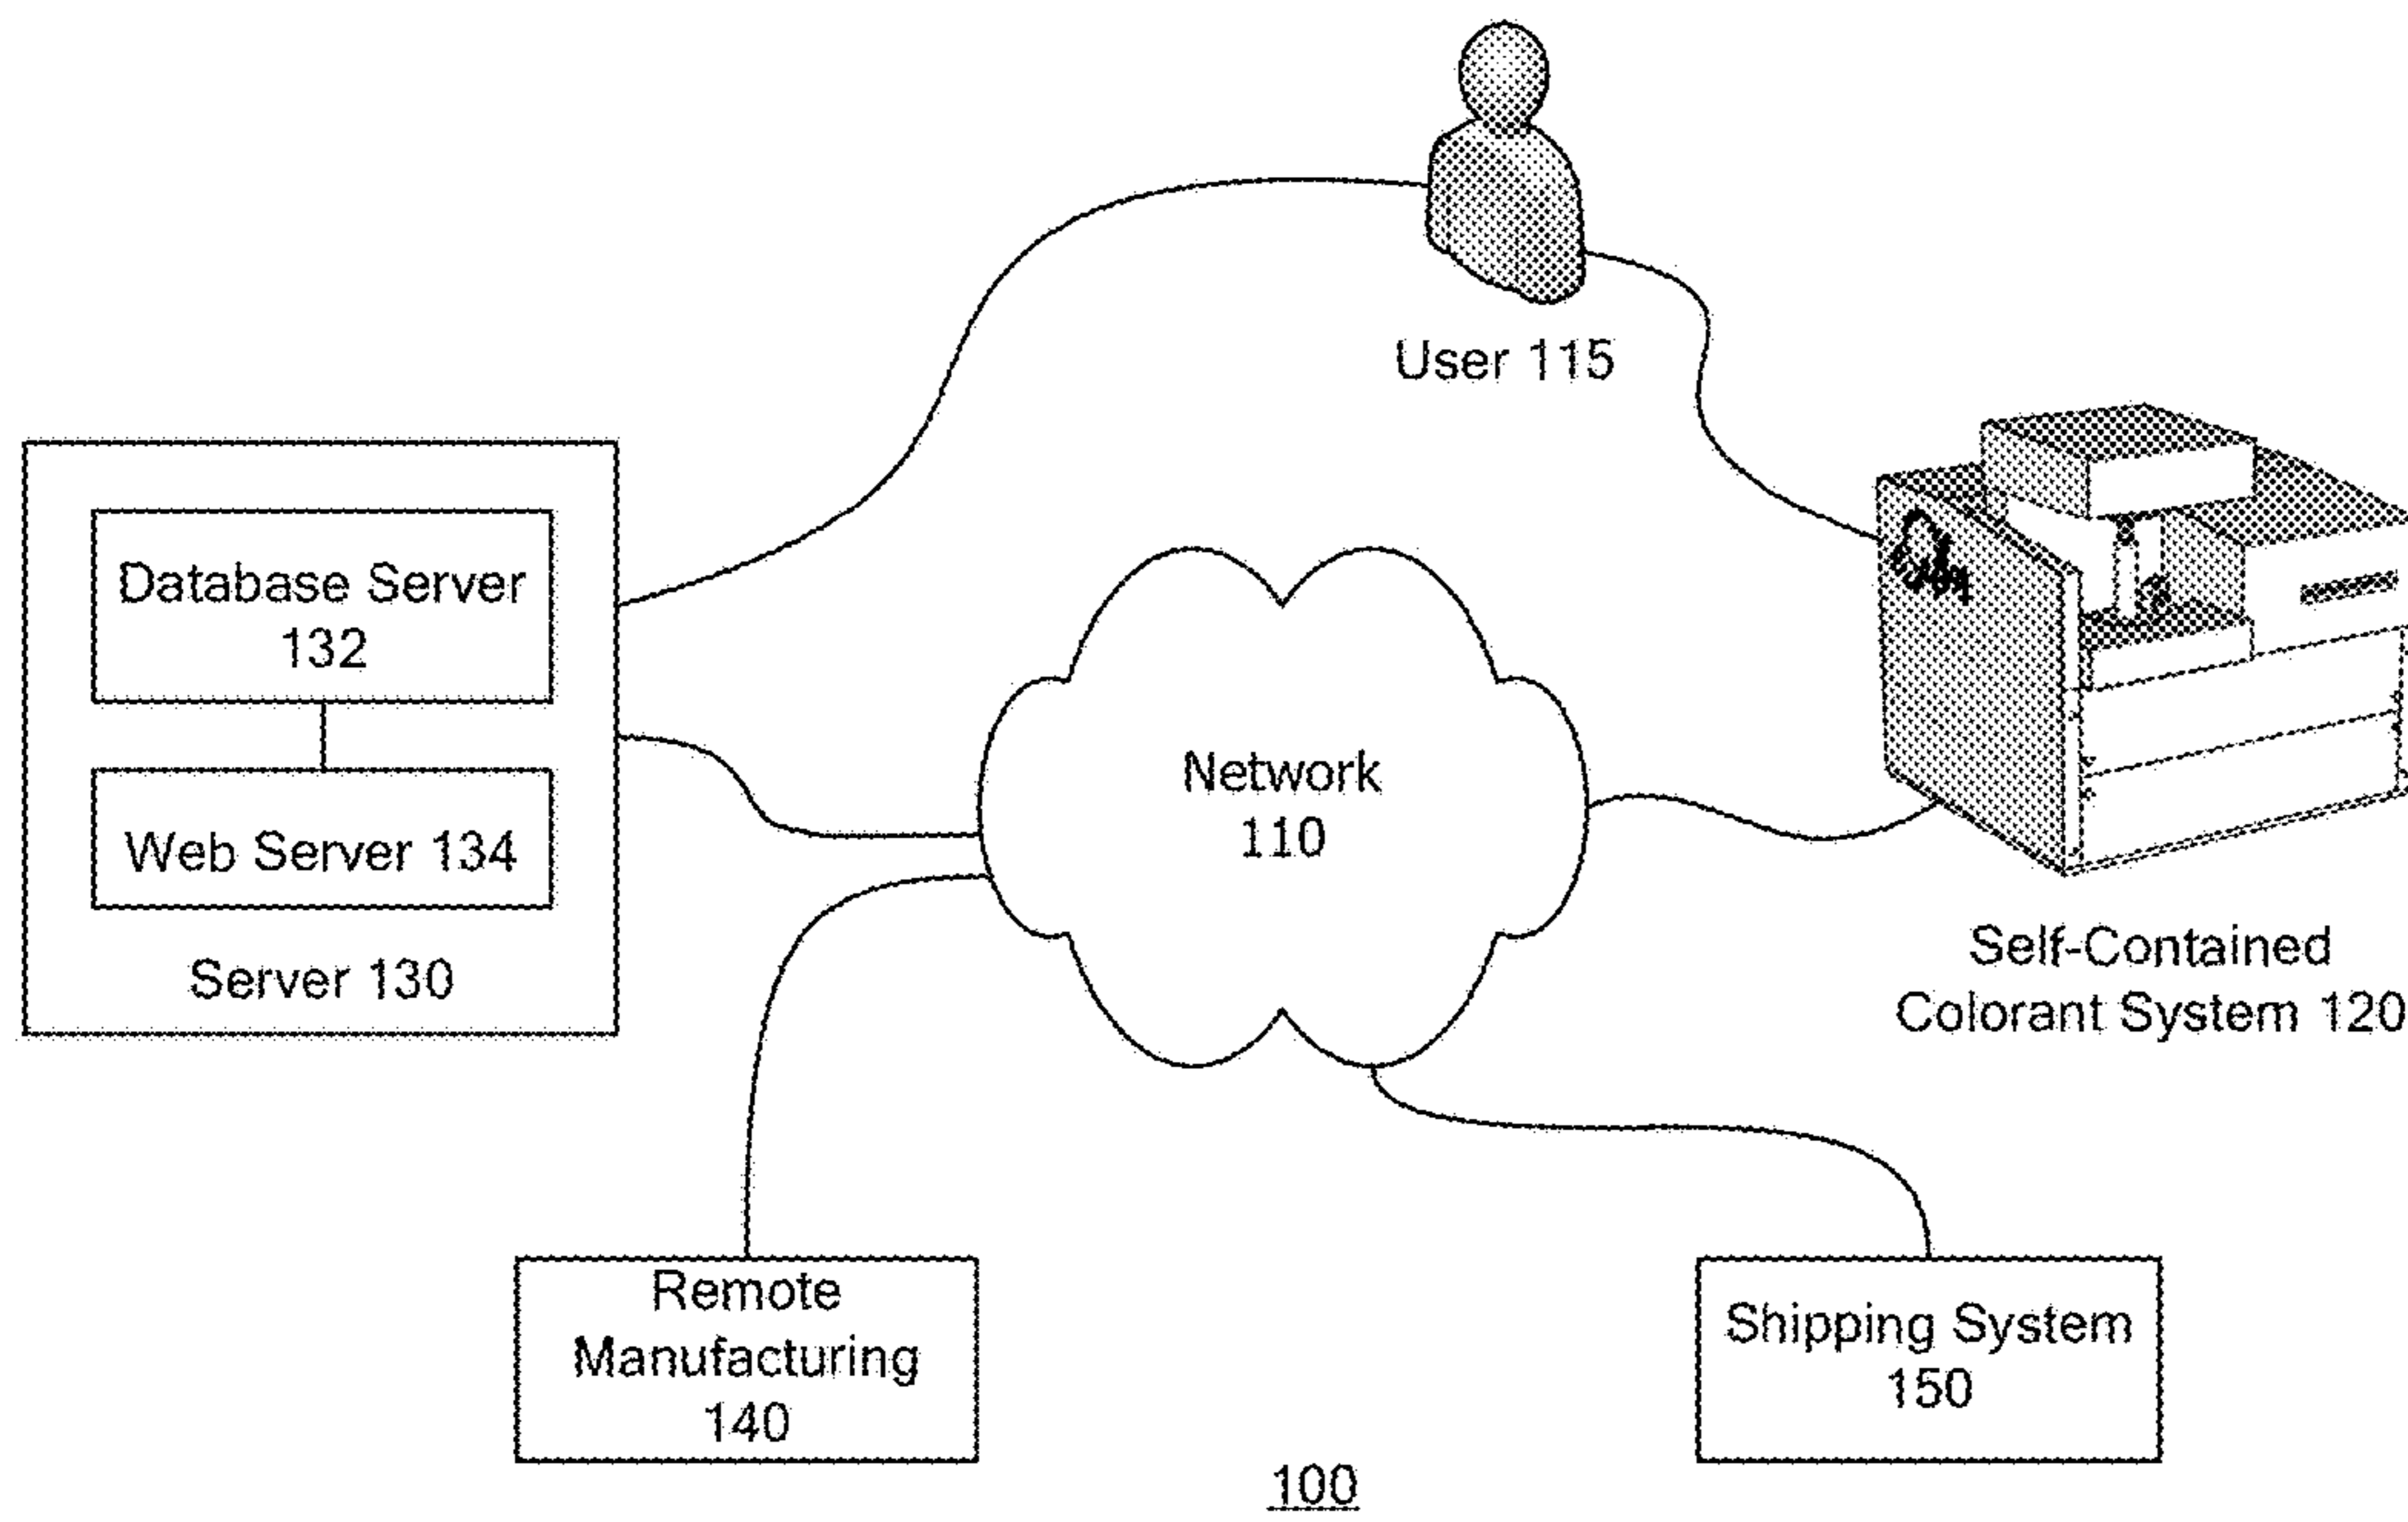 User 115
Database Server
132
Web Server 134
Server 130
Network
110
Self-Contained
Colorant System 120
Remote
Manufacturing
140
Shipping System
150
100